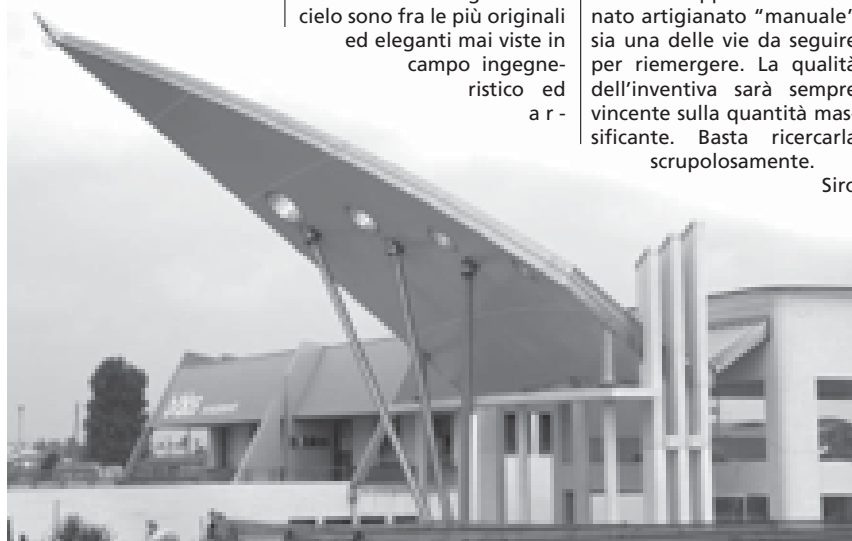 cielo sono fra le più originali
ed eleganti mai viste in
campo ingegne-
ristico ed
a r -
nato artigianato “manuale”
sia una delle vie da seguire
per riemergere. La qualità
dell’inventiva sarà sempre
vincente sulla quantità mas-
sificante. Basta ricercarla
scrupolosamente.
Siro